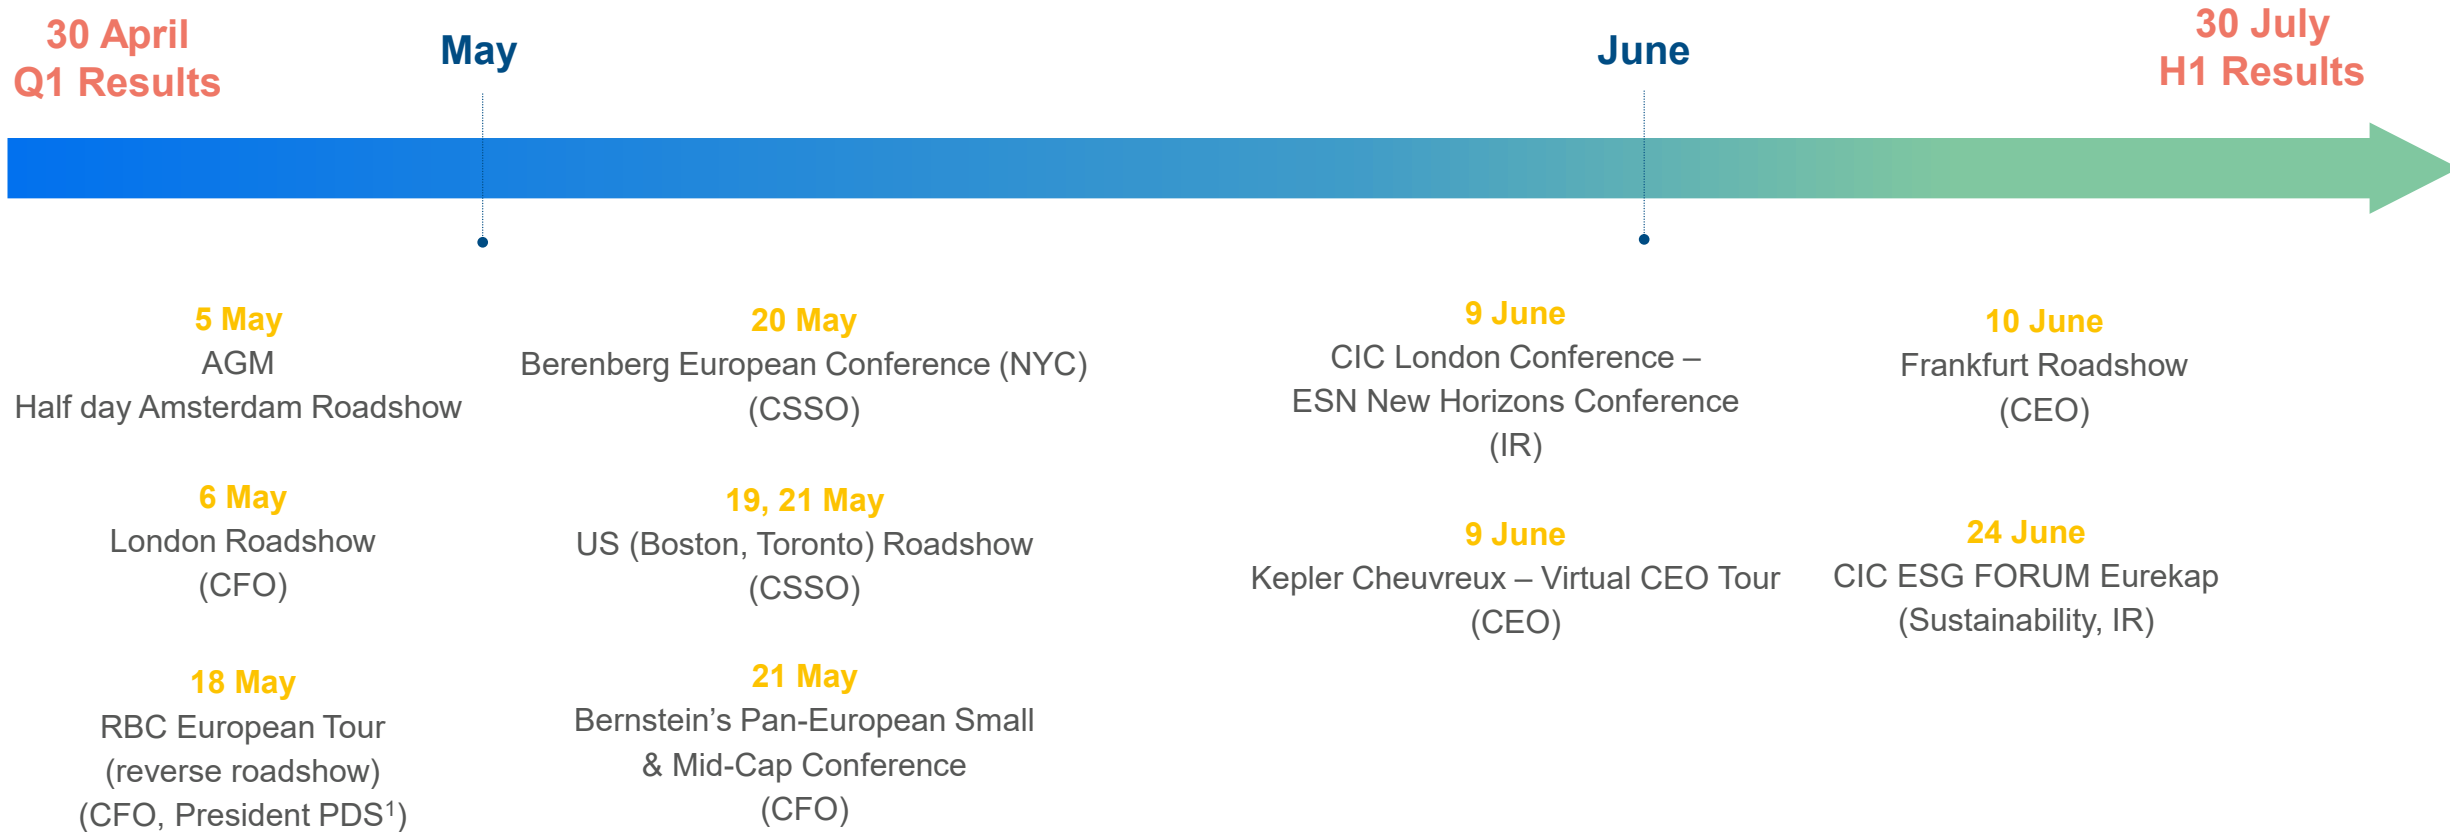 30 April
Q1 Results
May
June
30 July
H1 Results
5 May
AGM
Half day Amsterdam Roadshow
6 May
London Roadshow
(CFO)
18 May
RBC European Tour
(reverse roadshow)
(CFO, President PDS¹)
20 May
Berenberg European Conference (NYC)
(CSSO)
19, 21 May
US (Boston, Toronto) Roadshow
(CSSO)
21 May
Bernstein’s Pan-European Small
& Mid-Cap Conference
(CFO)
9 June
CIC London Conference –
ESN New Horizons Conference
(IR)
9 June
Kepler Cheuvreux – Virtual CEO Tour
(CEO)
10 June
Frankfurt Roadshow
(CEO)
24 June
CIC ESG FORUM Eurekap
(Sustainability, IR)